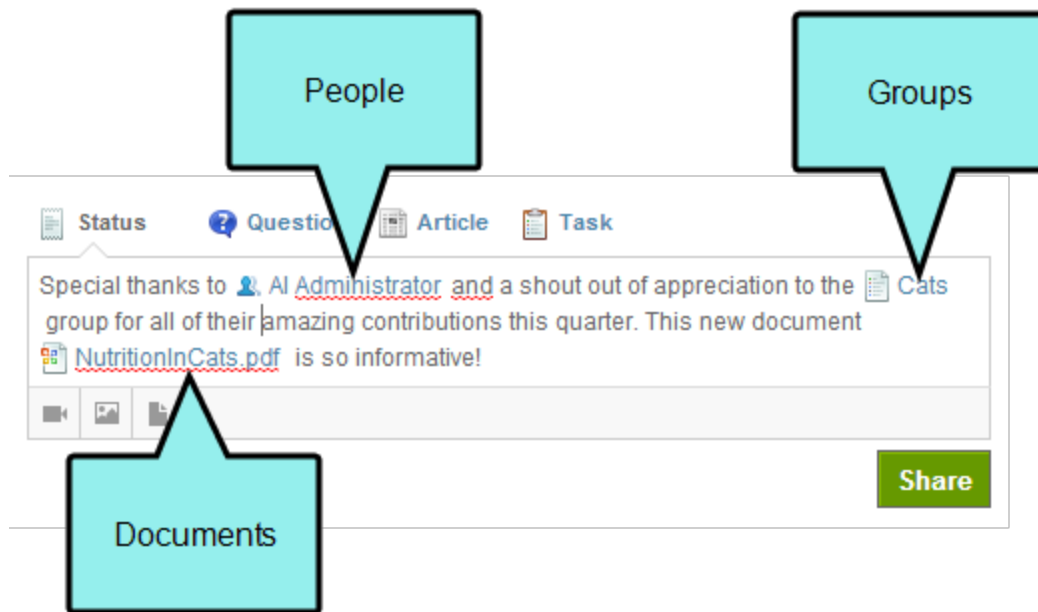 People
Groups
Status Questio Article Task
Special thanks to Al Administrator and a shout out of appreciation to the Cats
group for all of their amazing contributions this quarter. This new document
NutritionInCats.pdf is so informative!
Share
Documents